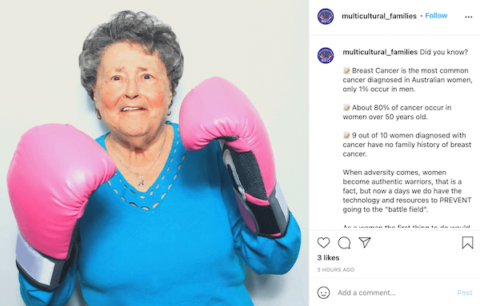 multicultural_families • Follow
multicultural_families Did you know?
📝 Breast Cancer is the most common
cancer diagnosed in Australian women,
only 1% occur in men.
📝 About 80% of cancer occur in
women over 50 years old.
📝 9 out of 10 women diagnosed with
cancer have no family history of breast
cancer.
When adversity comes, women
become authentic warriors, that is a
fact, but now a days we do have the
technology and resources to PREVENT
going to the "battle field".
As a woman the first thing to do would
3 likes
3 HOURS AGO
Add a comment...
Post